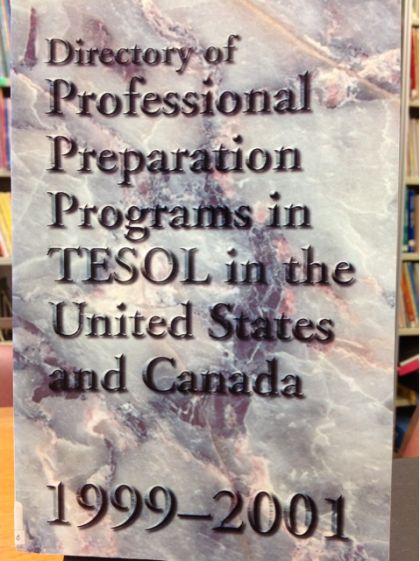 Directory of
Professional
Preparation
Programs in
TESOL in the
United States
and Canada
1999–2001